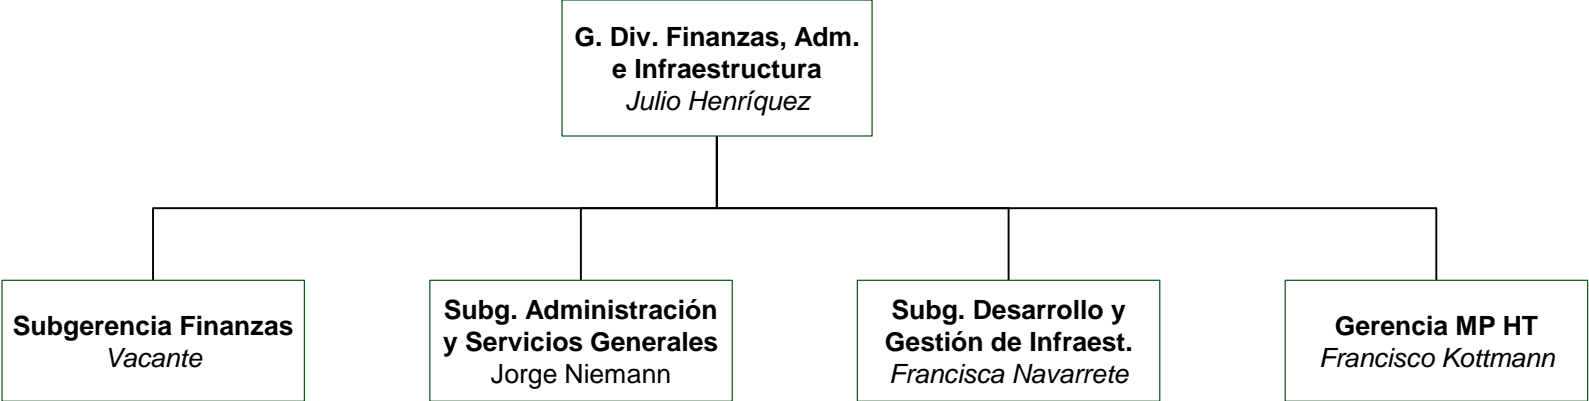 G. Div. Finanzas, Adm.
e Infraestructura
Julio Henríquez
Subgerencia Finanzas
Vacante
Subg. Administración
y Servicios Generales
Jorge Niemann
Subg. Desarrollo y
Gestión de Infraest.
Francisca Navarrete
Gerencia MP HT
Francisco Kottmann